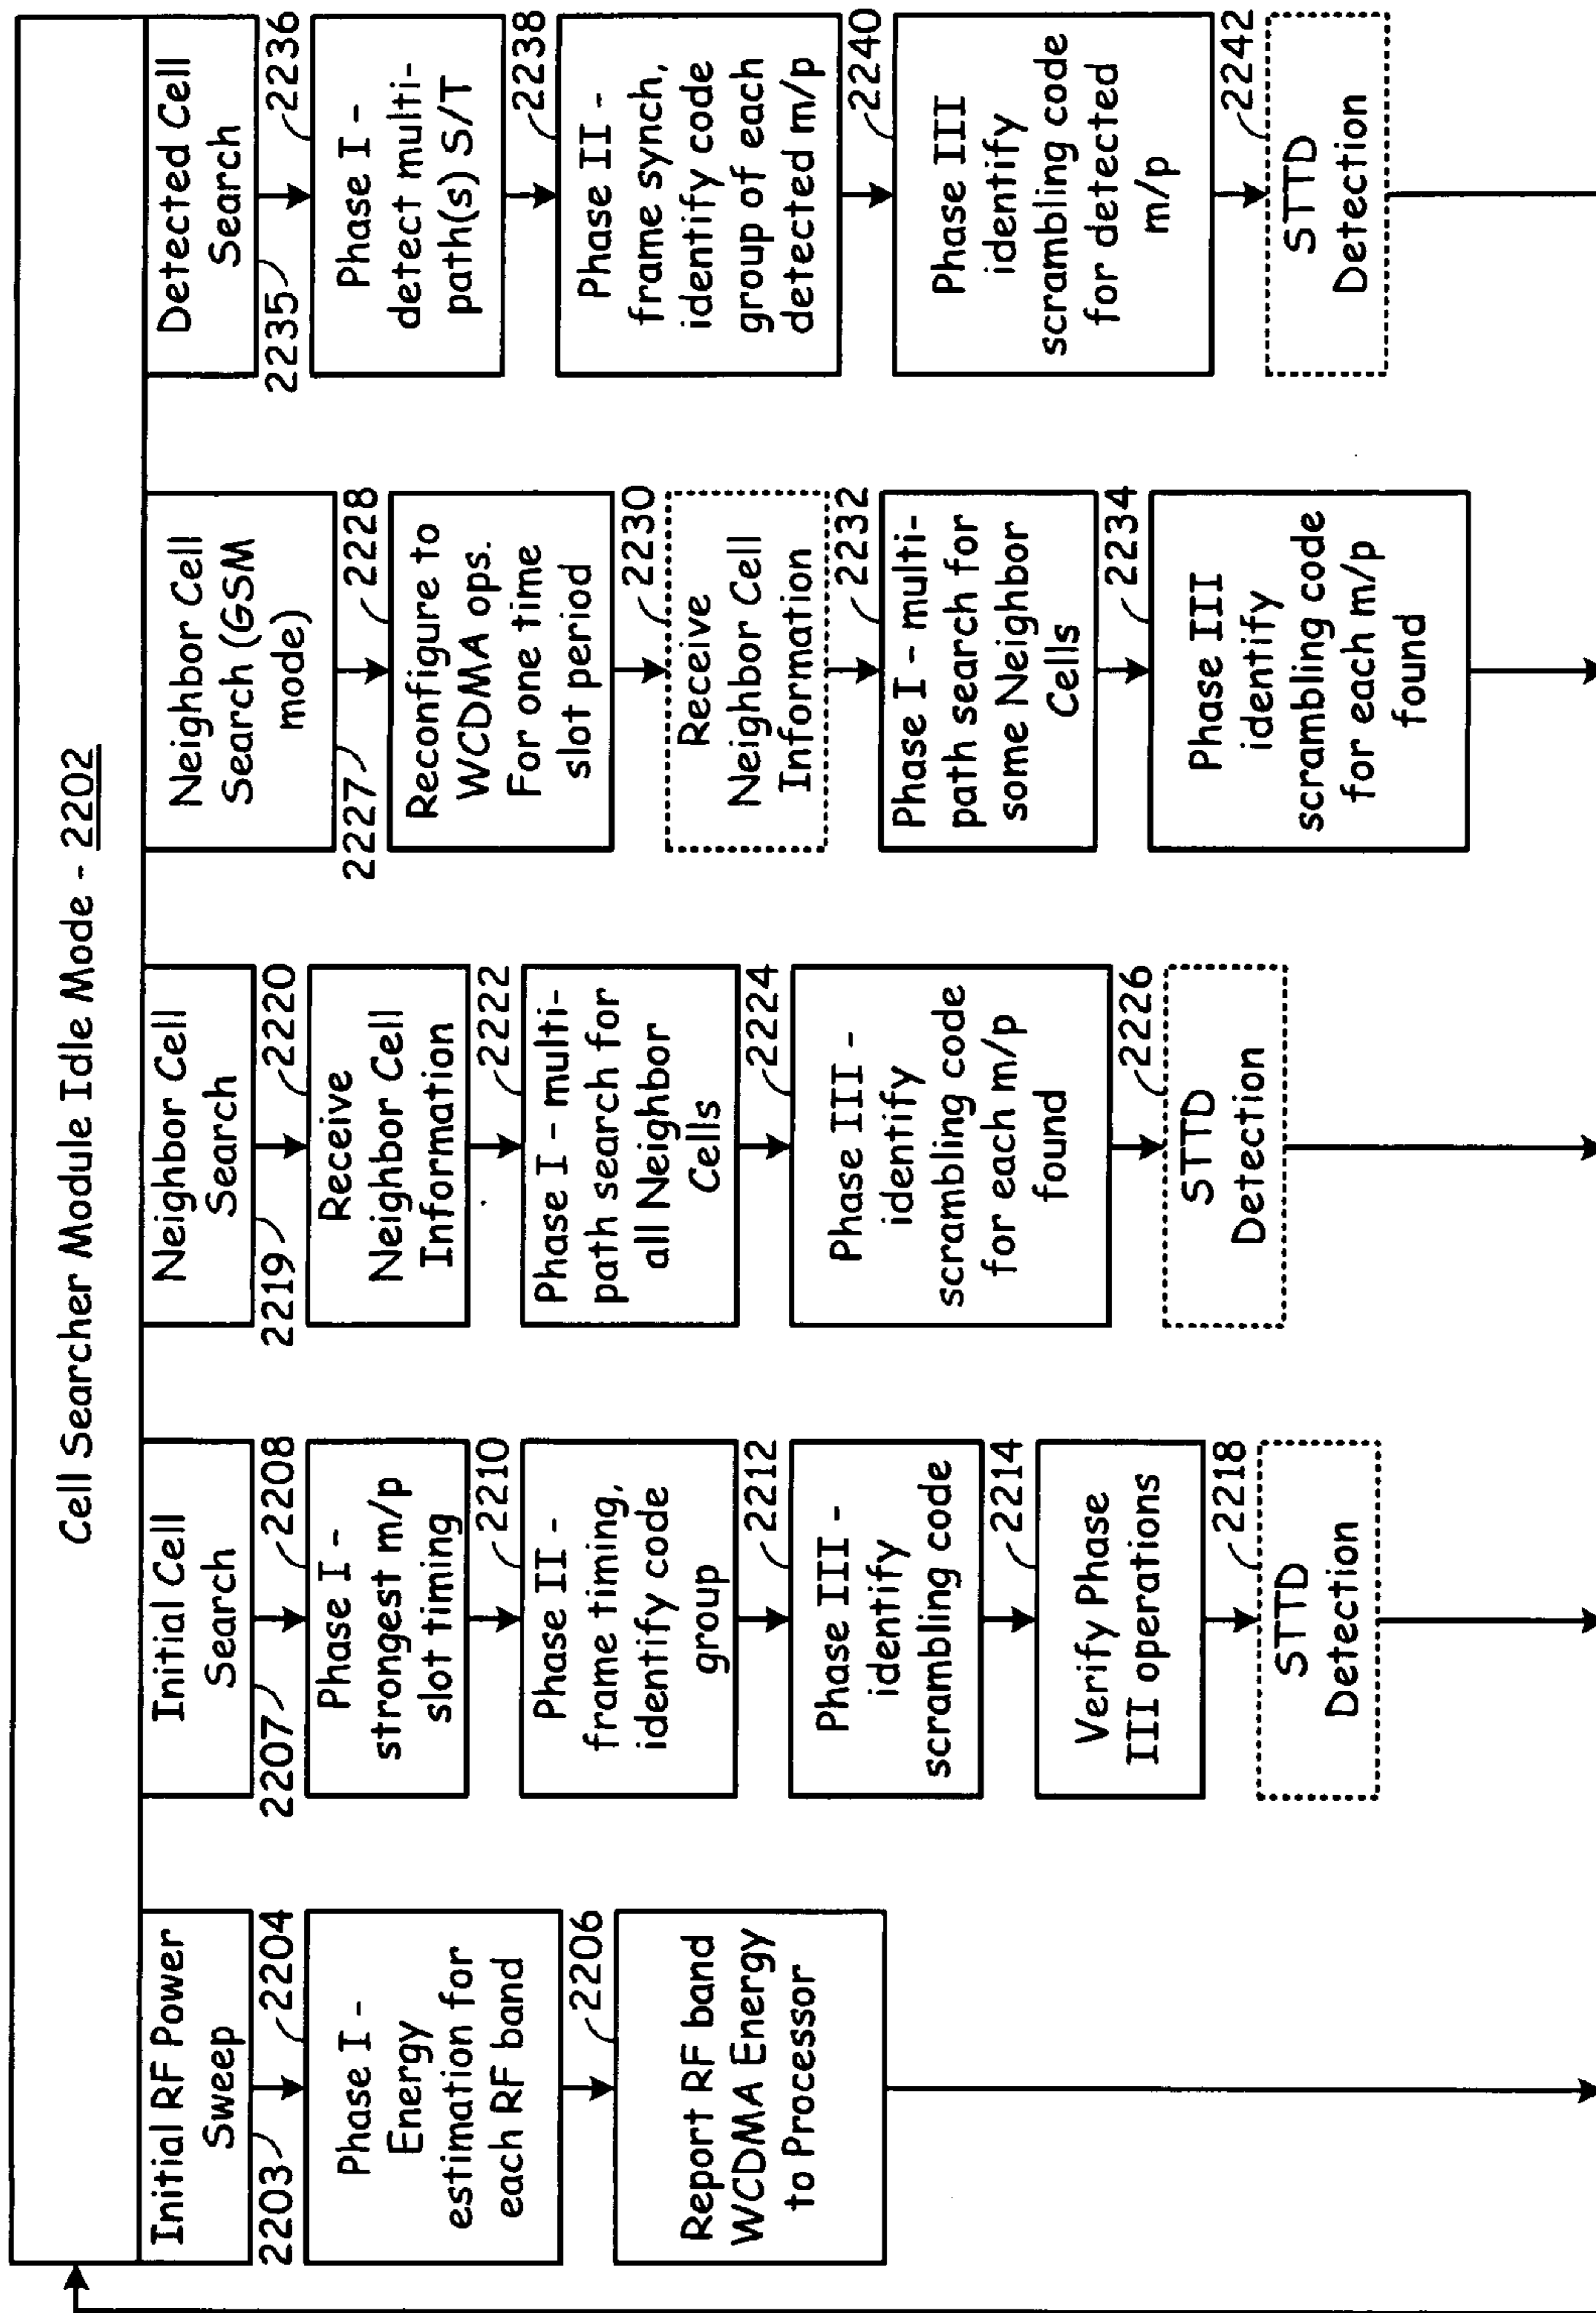 Cell Searcher Module Idle Mode - 2202
Initial RF Power
Sweep
2203
2204
Phase I -
Energy
estimation for
each RF band
2206
Report RF band
WCDMA Energy
to Processor
Initial Cell
Search
2207
2208
Phase I -
strongest m/p
slot timing
2210
Phase II -
frame timing,
identify code
group
2212
Phase III -
identify
scrambling code
2214
Verify Phase
III operations
2218
STTD
Detection
Neighbor Cell
Search
2219
2220
Receive
Neighbor Cell
Information
2222
Phase I - multi-
path search for
all Neighbor
Cells
2224
Phase III -
identify
scrambling code
for each m/p
found
2226
STTD
Detection
Neighbor Cell
Search (GSM
mode)
2227
2228
Reconfigure to
WCDMA ops.
For one time
slot period
2230
Receive
Neighbor Cell
Information
2232
Phase I - multi-
path search for
some Neighbor
Cells
2234
Phase III
identify
scrambling code
for each m/p
found
Detected Cell
Search
2235
2236
Phase I -
detect multi-
path(s) S/T
2238
Phase II -
frame synch,
identify code
group of each
detected m/p
2240
Phase III
identify
scrambling code
for detected
m/p
2242
STTD
Detection